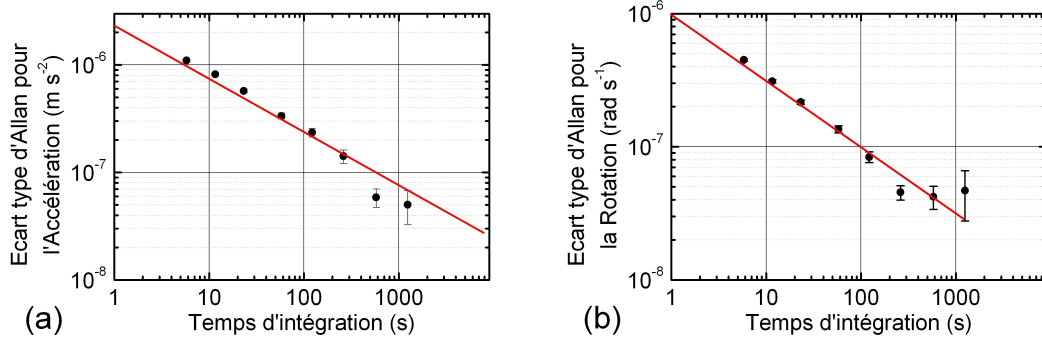 Ecart type d'Allan pour
l'Accélération (m s⁻²)
10⁻⁶
10⁻⁷
10⁻⁸
1 10 100 1000
Temps d'intégration (s)
(a)
Ecart type d'Allan pour
la Rotation (rad s⁻¹)
10⁻⁶
10⁻⁷
10⁻⁸
1 10 100 1000
Temps d'intégration (s)
(b)